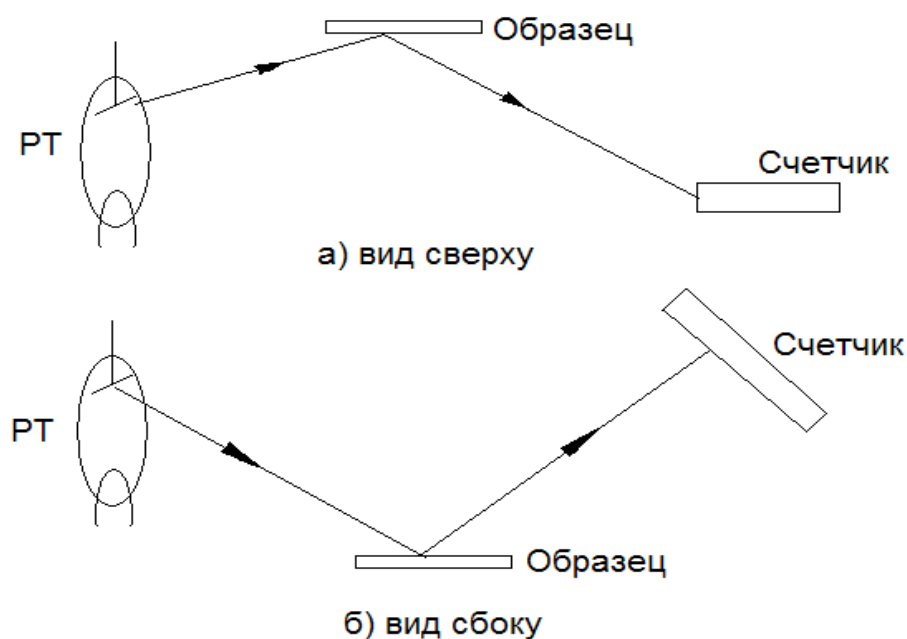 Образец
РТ
Счетчик
а) вид сверху
Счетчик
РТ
Образец
б) вид сбоку